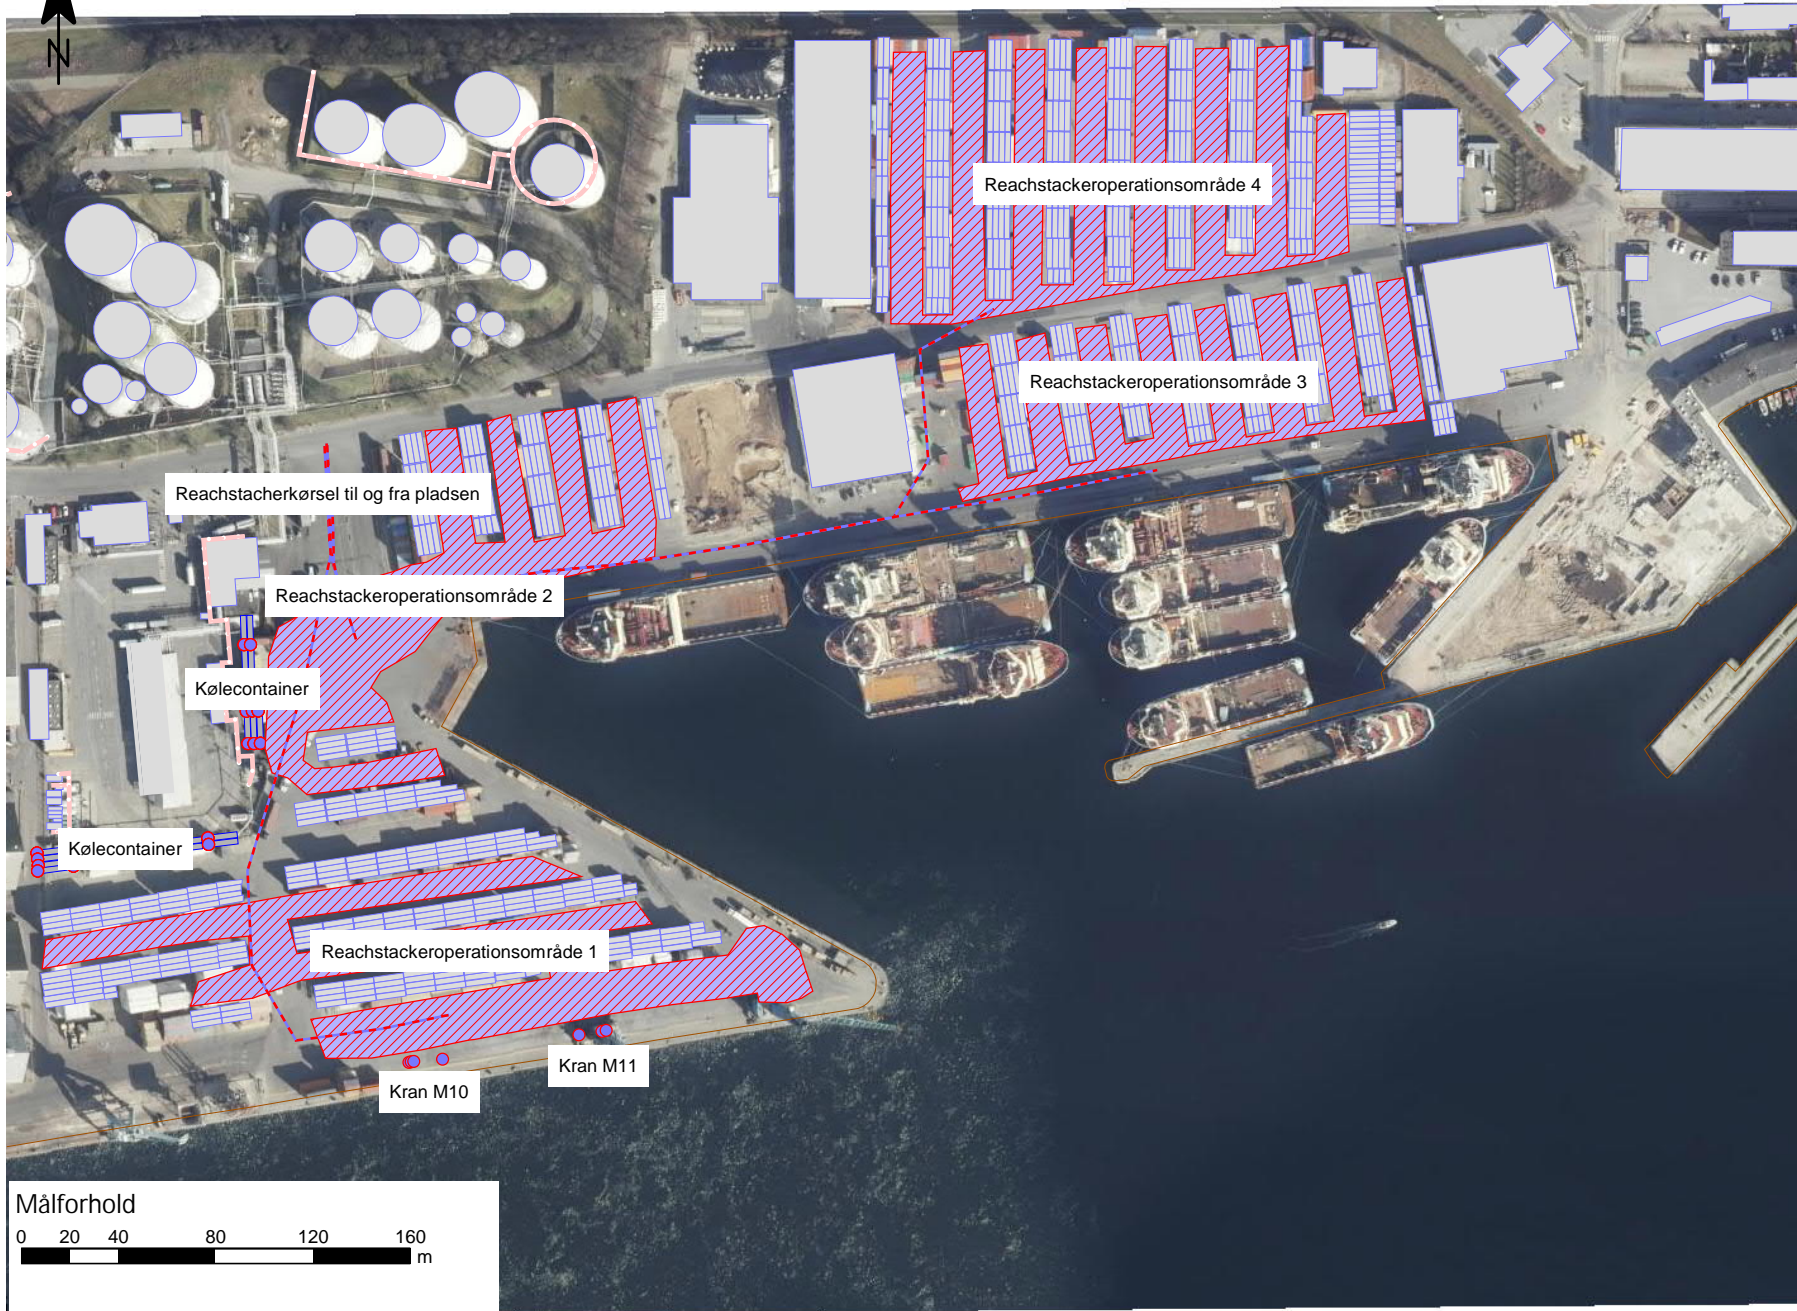 N
Reachstackeroperationsområde 4
Reachstackeroperationsområde 3
Reachstacherkørsel til og fra pladsen
Reachstackeroperationsområde 2
Kølecontainer
Kølecontainer
Reachstackeroperationsområde 1
Kran M11
Kran M10
Målforhold
0 20 40 80 120 160
m